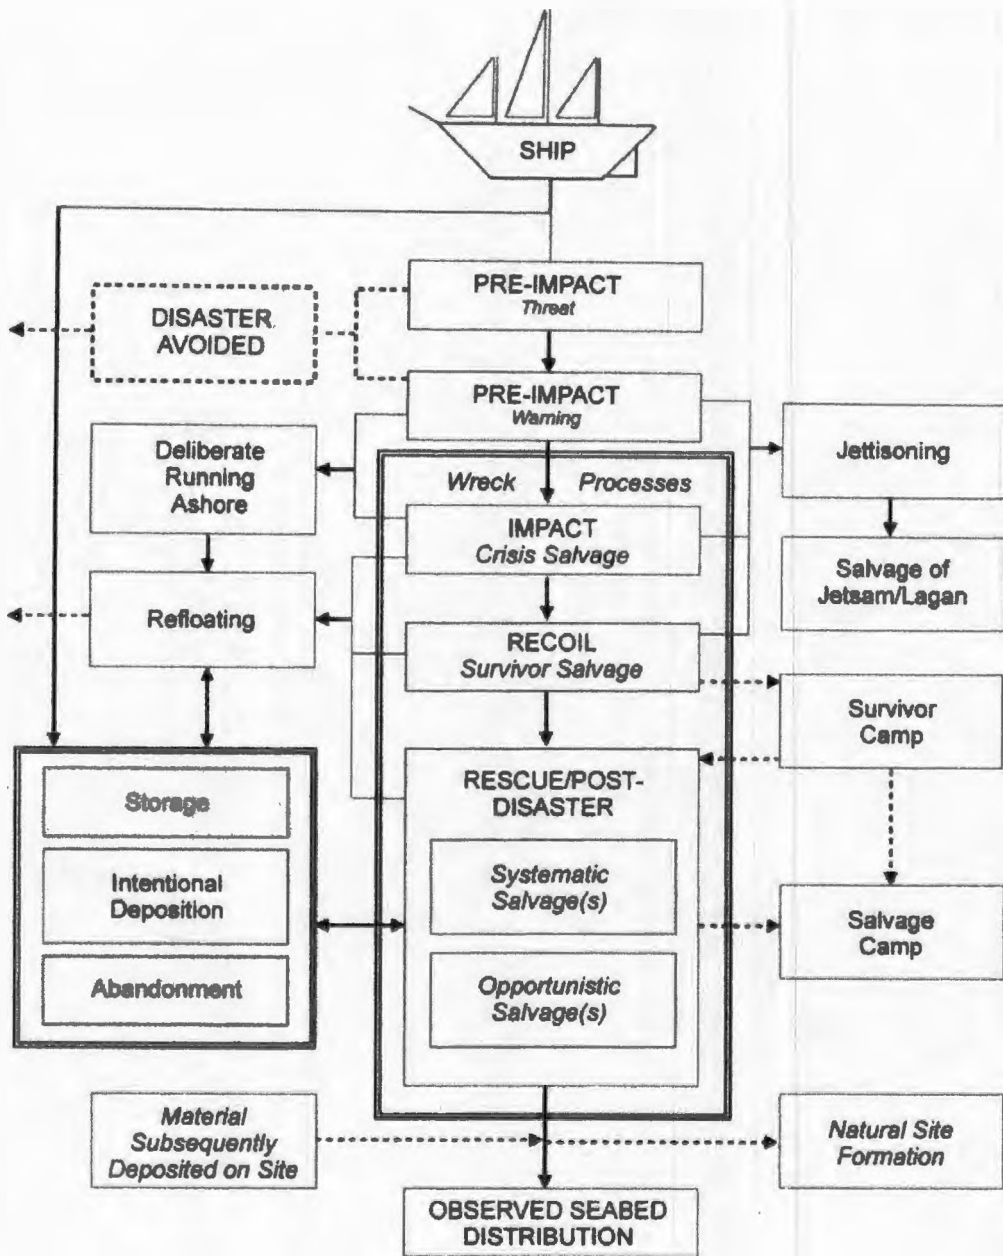 SHIP
PRE-IMPACT
Threat
DISASTER
AVOIDED
PRE-IMPACT
Warning
Deliberate
Running
Ashore
Jettisoning
Wreck Processes
IMPACT
Crisis Salvage
Salvage of
Jetsam/Lagan
Refloating
RECOIL
Survivor Salvage
Survivor
Camp
Storage
Intentional
Deposition
Abandonment
RESCUE/POST-
DISASTER
Systematic
Salvage(s)
Opportunistic
Salvage(s)
Salvage
Camp
Material
Subsequently
Deposited on Site
Natural Site
Formation
OBSERVED SEABED
DISTRIBUTION